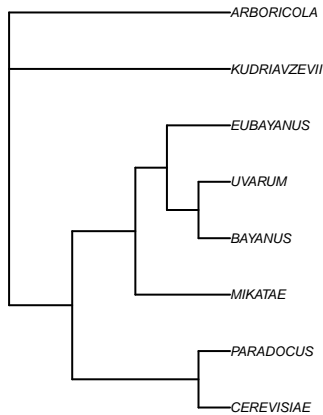 ARBORICOLA
KUDRIAVZEVII
EUBAYANUS
UVARUM
BAYANUS
MIKATAE
PARADOCUS
CEREVISIAE